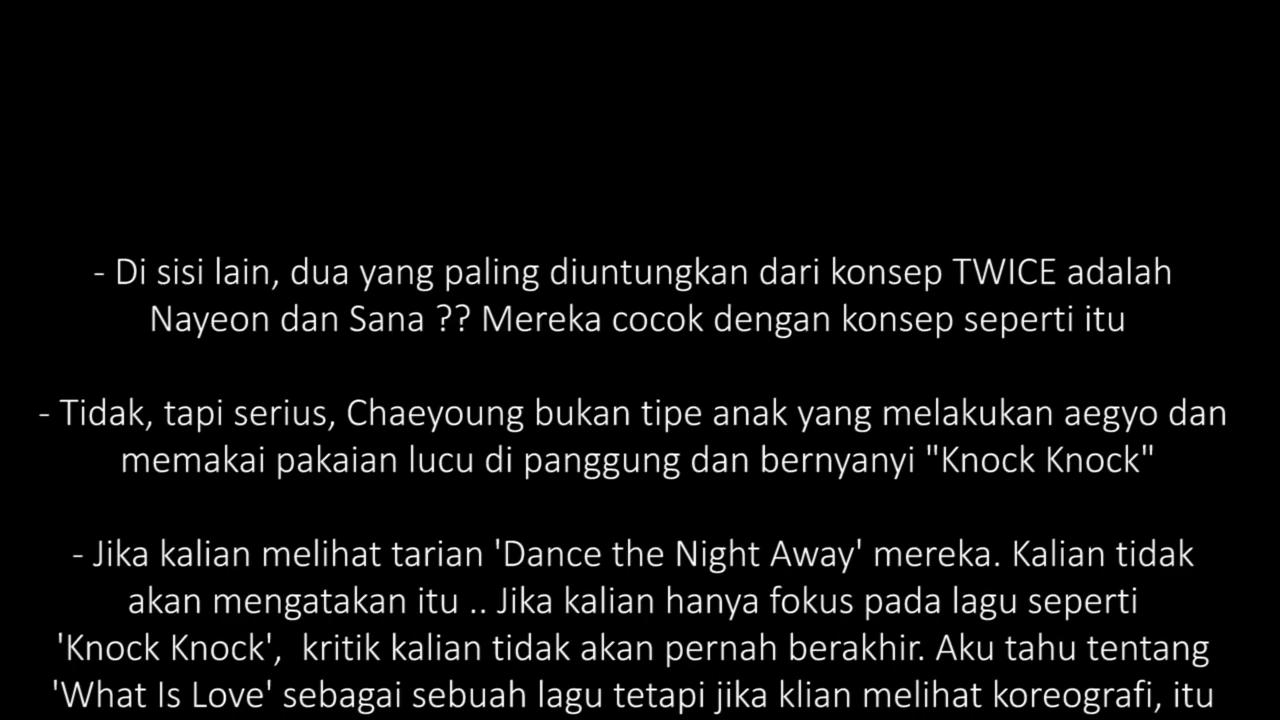 - Di sisi lain, dua yang paling diuntungkan dari konsep TWICE adalah
Nayeon dan Sana ?? Mereka cocok dengan konsep seperti itu
- Tidak, tapi serius, Chaeyoung bukan tipe anak yang melakukan aegyo dan
memakai pakaian lucu di panggung dan bernyanyi "Knock Knock"
- Jika kalian melihat tarian 'Dance the Night Away' mereka. Kalian tidak
akan mengatakan itu .. Jika kalian hanya fokus pada lagu seperti
'Knock Knock',  kritik kalian tidak akan pernah berakhir. Aku tahu tentang
'What Is Love' sebagai sebuah lagu tetapi jika klian melihat koreografi, itu